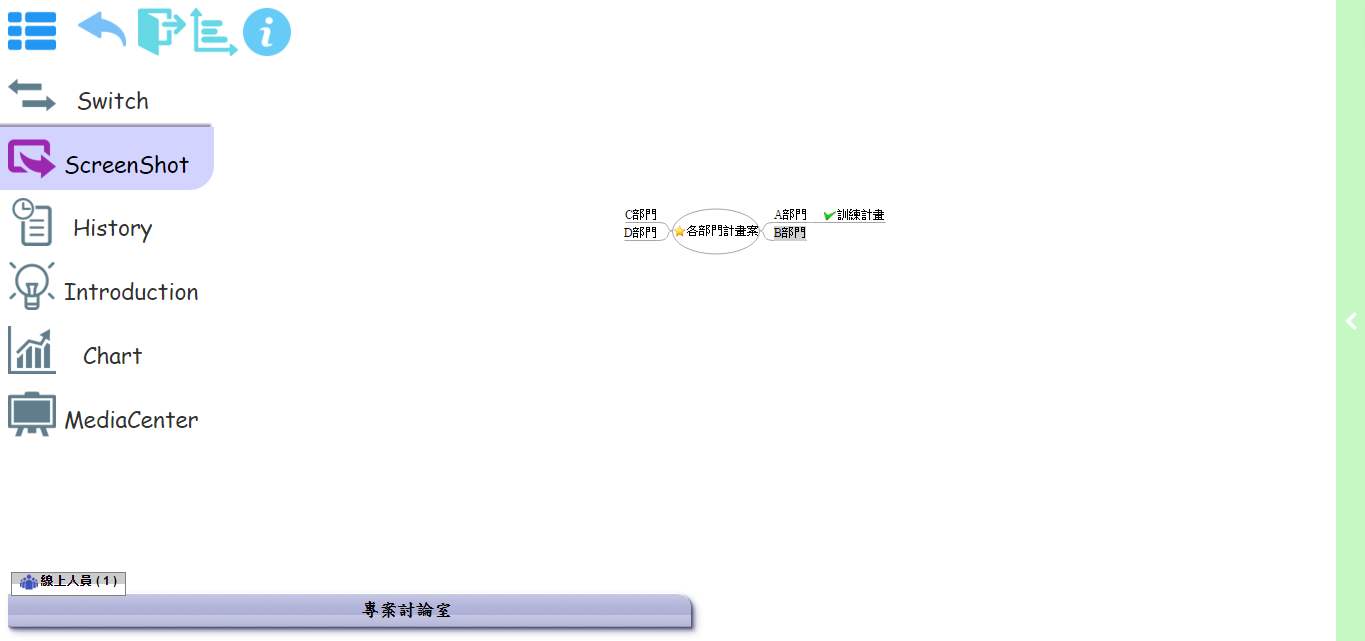 Switch
ScreenShot
History
Introduction
Chart
MediaCenter
C部門
D部門
各部門計畫案
A部門 訓練計畫
B部門
線上人員 ( 1 )
專案討論室